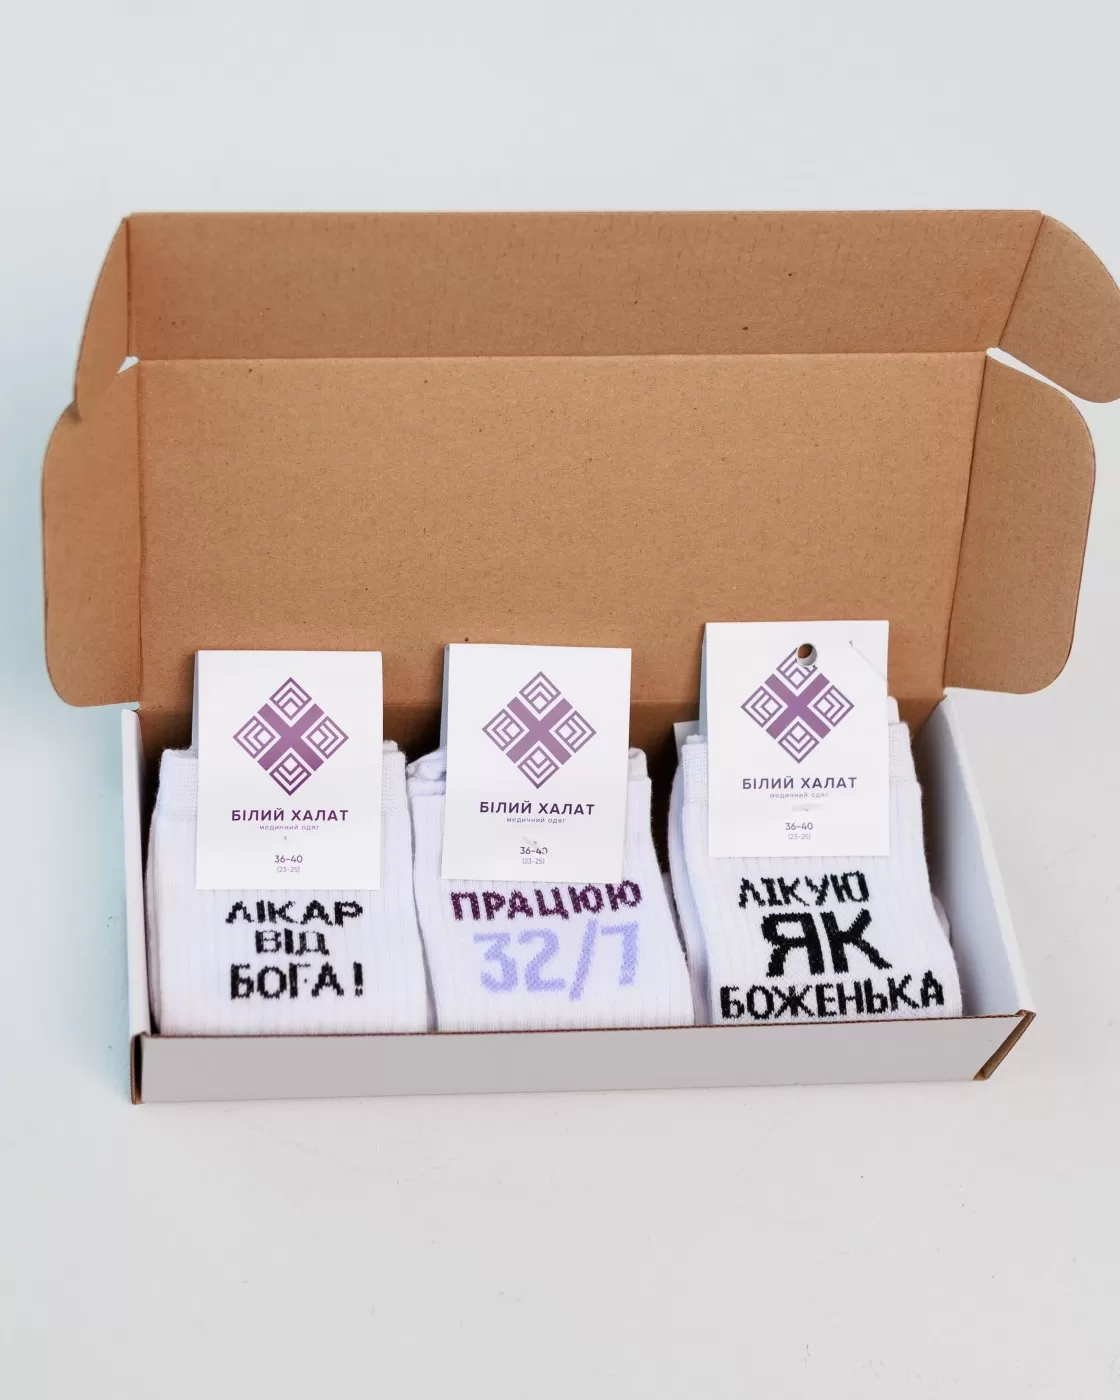 БІЛИЙ ХАЛАТ
медичний одяг
36-40
(23-25)
ЛІКАР
ВІД
БОГА!
БІЛИЙ ХАЛАТ
медичний одяг
36-40
(23-25)
ПРАЦЮЮ
32/7
БІЛИЙ ХАЛАТ
медичний одяг
36-40
(23-25)
ЛІКУЮ
ЯК
БОЖЕНЬКА